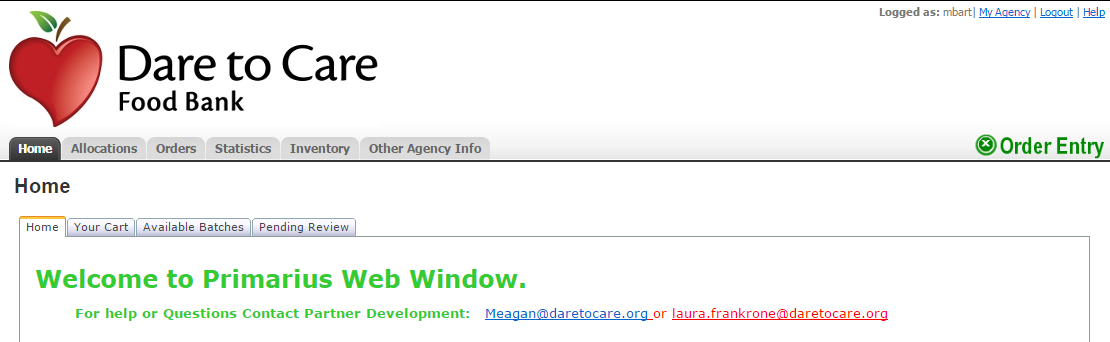 Logged as: mbart| My Agency | Logout | Help
Dare to Care
Food Bank
Home Allocations Orders Statistics Inventory Other Agency Info Order Entry
Home
Home Your Cart Available Batches Pending Review
Welcome to Primarius Web Window.
For help or Questions Contact Partner Development: Meagan@daretocare.org or laura.frankrone@daretocare.org